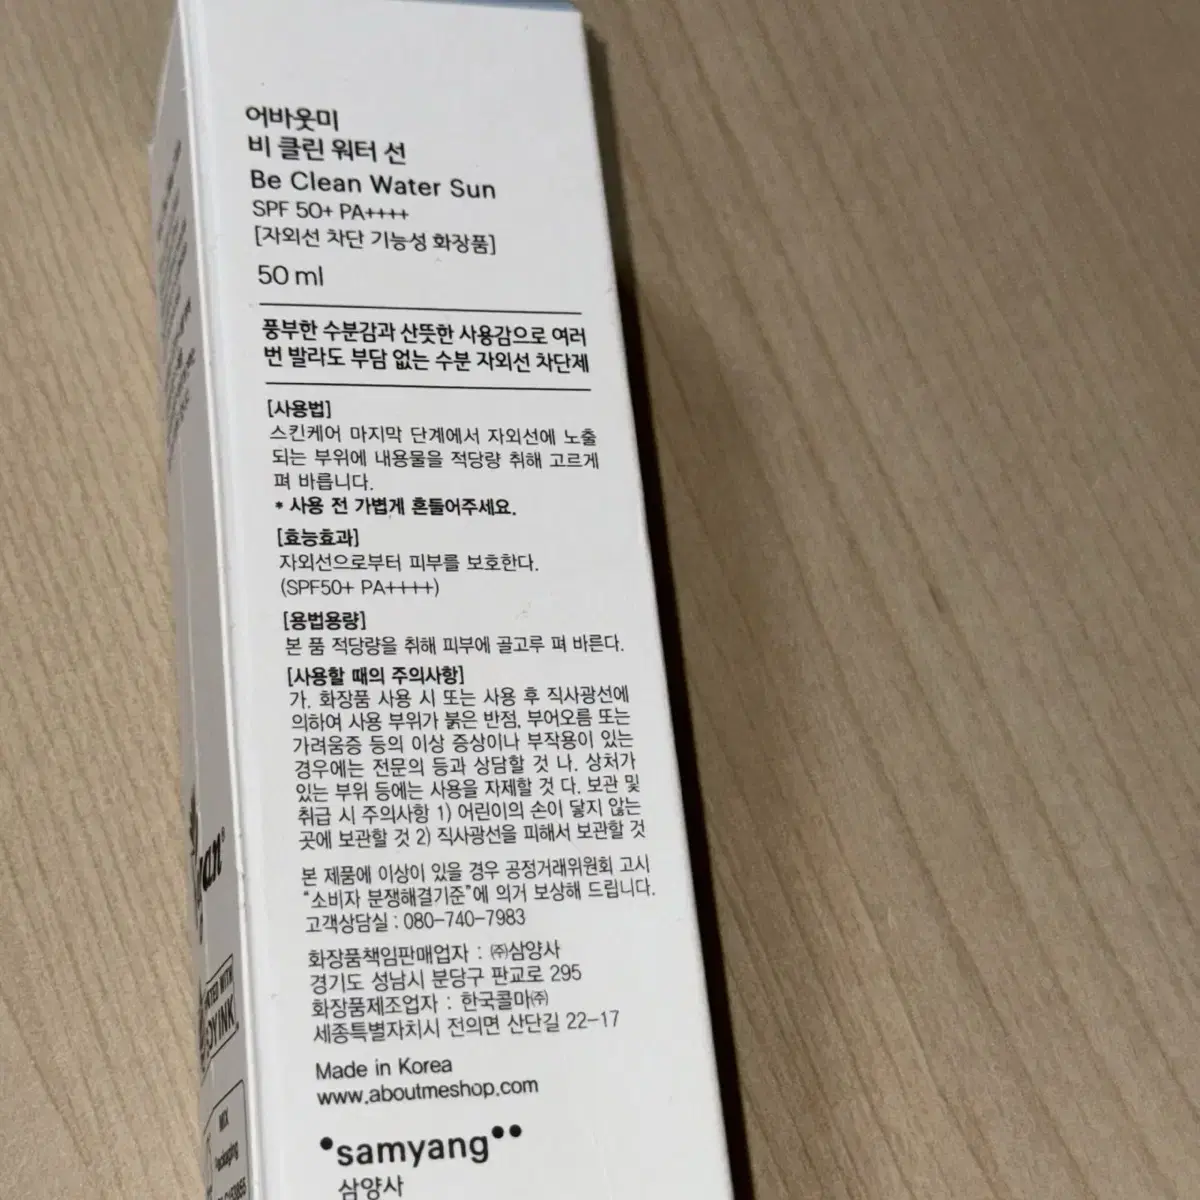 어바웃미
비 클린 워터 선
Be Clean Water Sun
SPF 50+ PA++++
[자외선 차단 기능성 화장품]
50 ml
풍부한 수분감과 산뜻한 사용감으로 여러
번 발라도 부담 없는 수분 자외선 차단제
[사용법]
스킨케어 마지막 단계에서 자외선에 노출
되는 부위에 내용물을 적당량 취해 고르게
펴 바릅니다.
* 사용 전 가볍게 흔들어주세요.
[효능효과]
자외선으로부터 피부를 보호한다.
(SPF50+ PA++++)
[용법용량]
본 품 적당량을 취해 피부에 골고루 펴 바른다.
[사용할 때의 주의사항]
가. 화장품 사용 시 또는 사용 후 직사광선에
의하여 사용 부위가 붉은 반점, 부어오름 또는
가려움증 등의 이상 증상이나 부작용이 있는
경우에는 전문의 등과 상담할 것 나. 상처가
있는 부위 등에는 사용을 자제할 것 다. 보관 및
취급 시 주의사항 1) 어린이의 손이 닿지 않는
곳에 보관할 것 2) 직사광선을 피해서 보관할 것
본 제품에 이상이 있을 경우 공정거래위원회 고시
“소비자 분쟁해결기준”에 의거 보상해 드립니다.
고객상담실 : 080-740-7983
화장품책임판매업자 : ㈜삼양사
경기도 성남시 분당구 판교로 295
화장품제조업자 : 한국콜마㈜
세종특별자치시 전의면 산단길 22-17
Made in Korea
www.aboutmeshop.com
samyang
삼양사
MIX